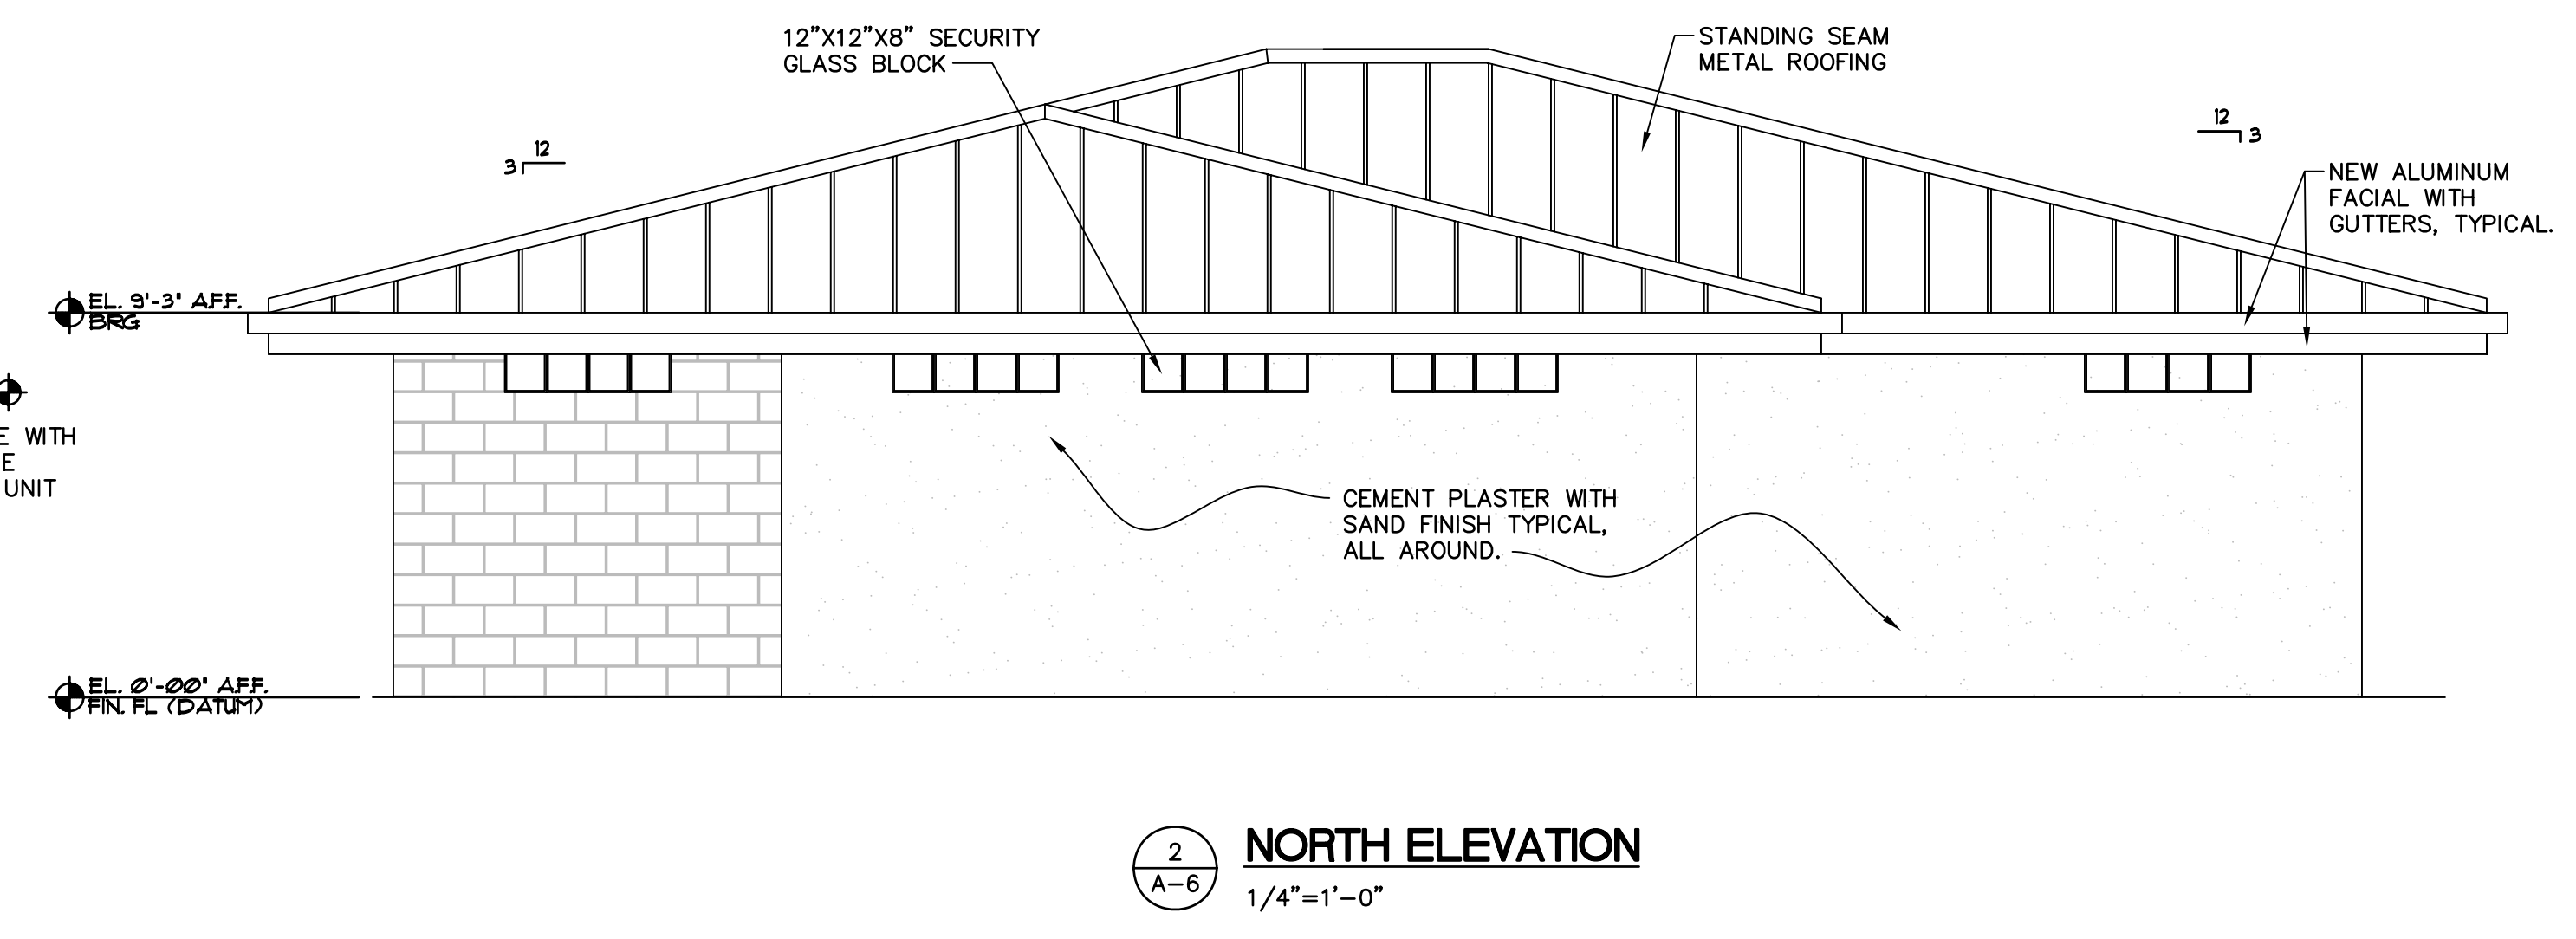 12"X12"X8" SECURITY
GLASS BLOCK
STANDING SEAM
METAL ROOFING
12
3
12
3
NEW ALUMINUM
FACIAL WITH
GUTTERS, TYPICAL.
EL. 9'-3" A.F.F.
BRG
E WITH
E
UNIT
CEMENT PLASTER WITH
SAND FINISH TYPICAL,
ALL AROUND.
EL. 0'-00" A.F.F.
FIN. FL (DATUM)
2
A-6
NORTH ELEVATION
1/4"=1'-0"